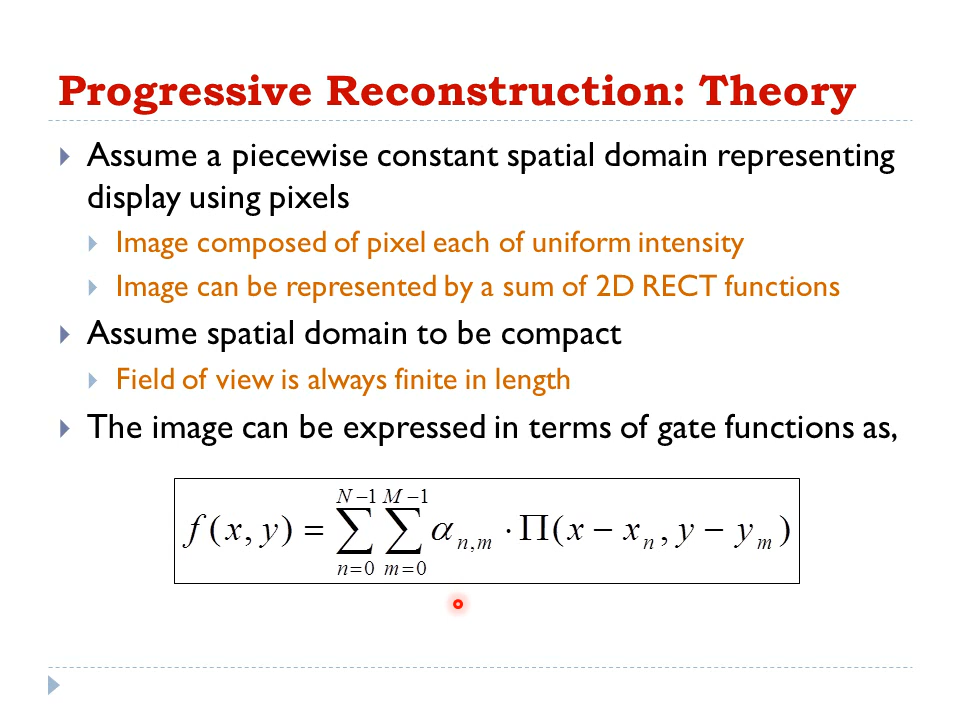 Progressive Reconstruction: Theory
Assume a piecewise constant spatial domain representing
display using pixels
Image composed of pixel each of uniform intensity
Image can be represented by a sum of 2D RECT functions
Assume spatial domain to be compact
Field of view is always finite in length
The image can be expressed in terms of gate functions as,
f(x, y) = ∑_{n=0}^{N−1} ∑_{m=0}^{M−1} α_{n,m} · Π(x − x_n, y − y_m)